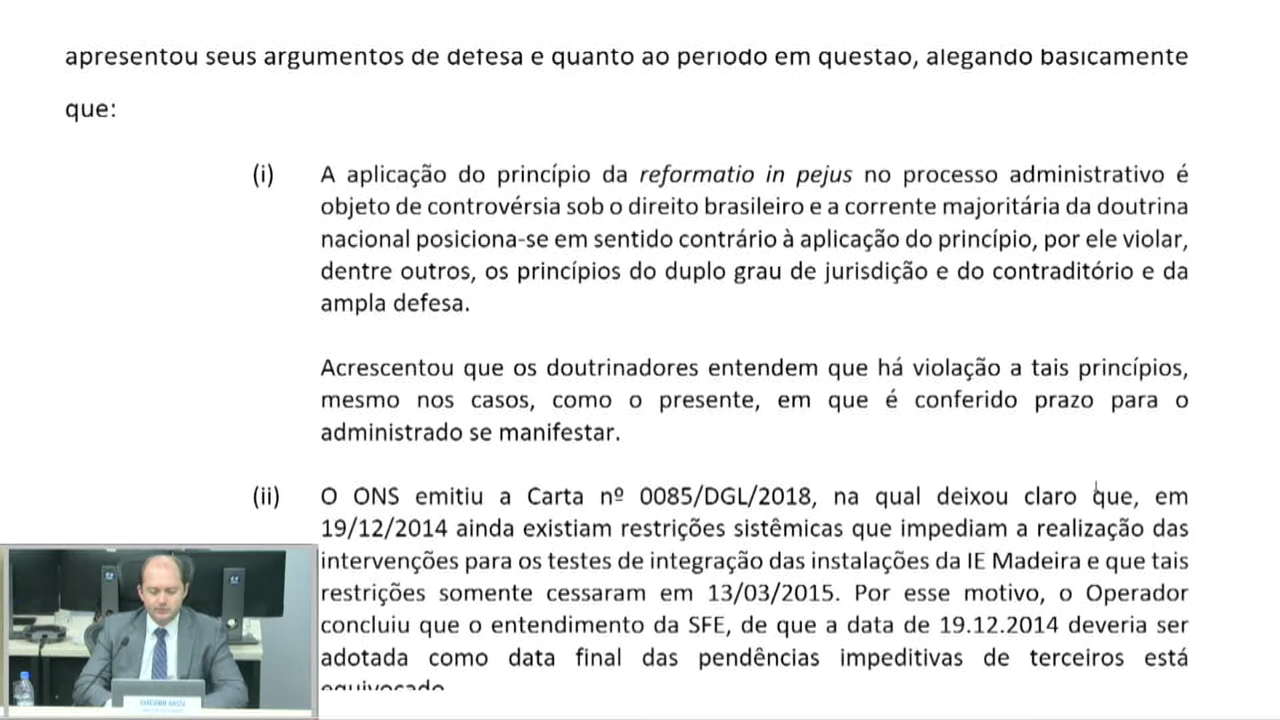 apresentou seus argumentos de defesa e quanto ao período em questão, alegando basicamente
que:
(i) A aplicação do princípio da reformatio in pejus no processo administrativo é
objeto de controvérsia sob o direito brasileiro e a corrente majoritária da doutrina
nacional posiciona-se em sentido contrário à aplicação do princípio, por ele violar,
dentre outros, os princípios do duplo grau de jurisdição e do contraditório e da
ampla defesa.
Acrescentou que os doutrinadores entendem que há violação a tais princípios,
mesmo nos casos, como o presente, em que é conferido prazo para o
administrado se manifestar.
(ii) O ONS emitiu a Carta nº 0085/DGL/2018, na qual deixou claro que, em
19/12/2014 ainda existiam restrições sistêmicas que impediam a realização das
intervenções para os testes de integração das instalações da IE Madeira e que tais
restrições somente cessaram em 13/03/2015. Por esse motivo, o Operador
concluiu que o entendimento da SFE, de que a data de 19.12.2014 deveria ser
adotada como data final das pendências impeditivas de terceiros está
equivocado